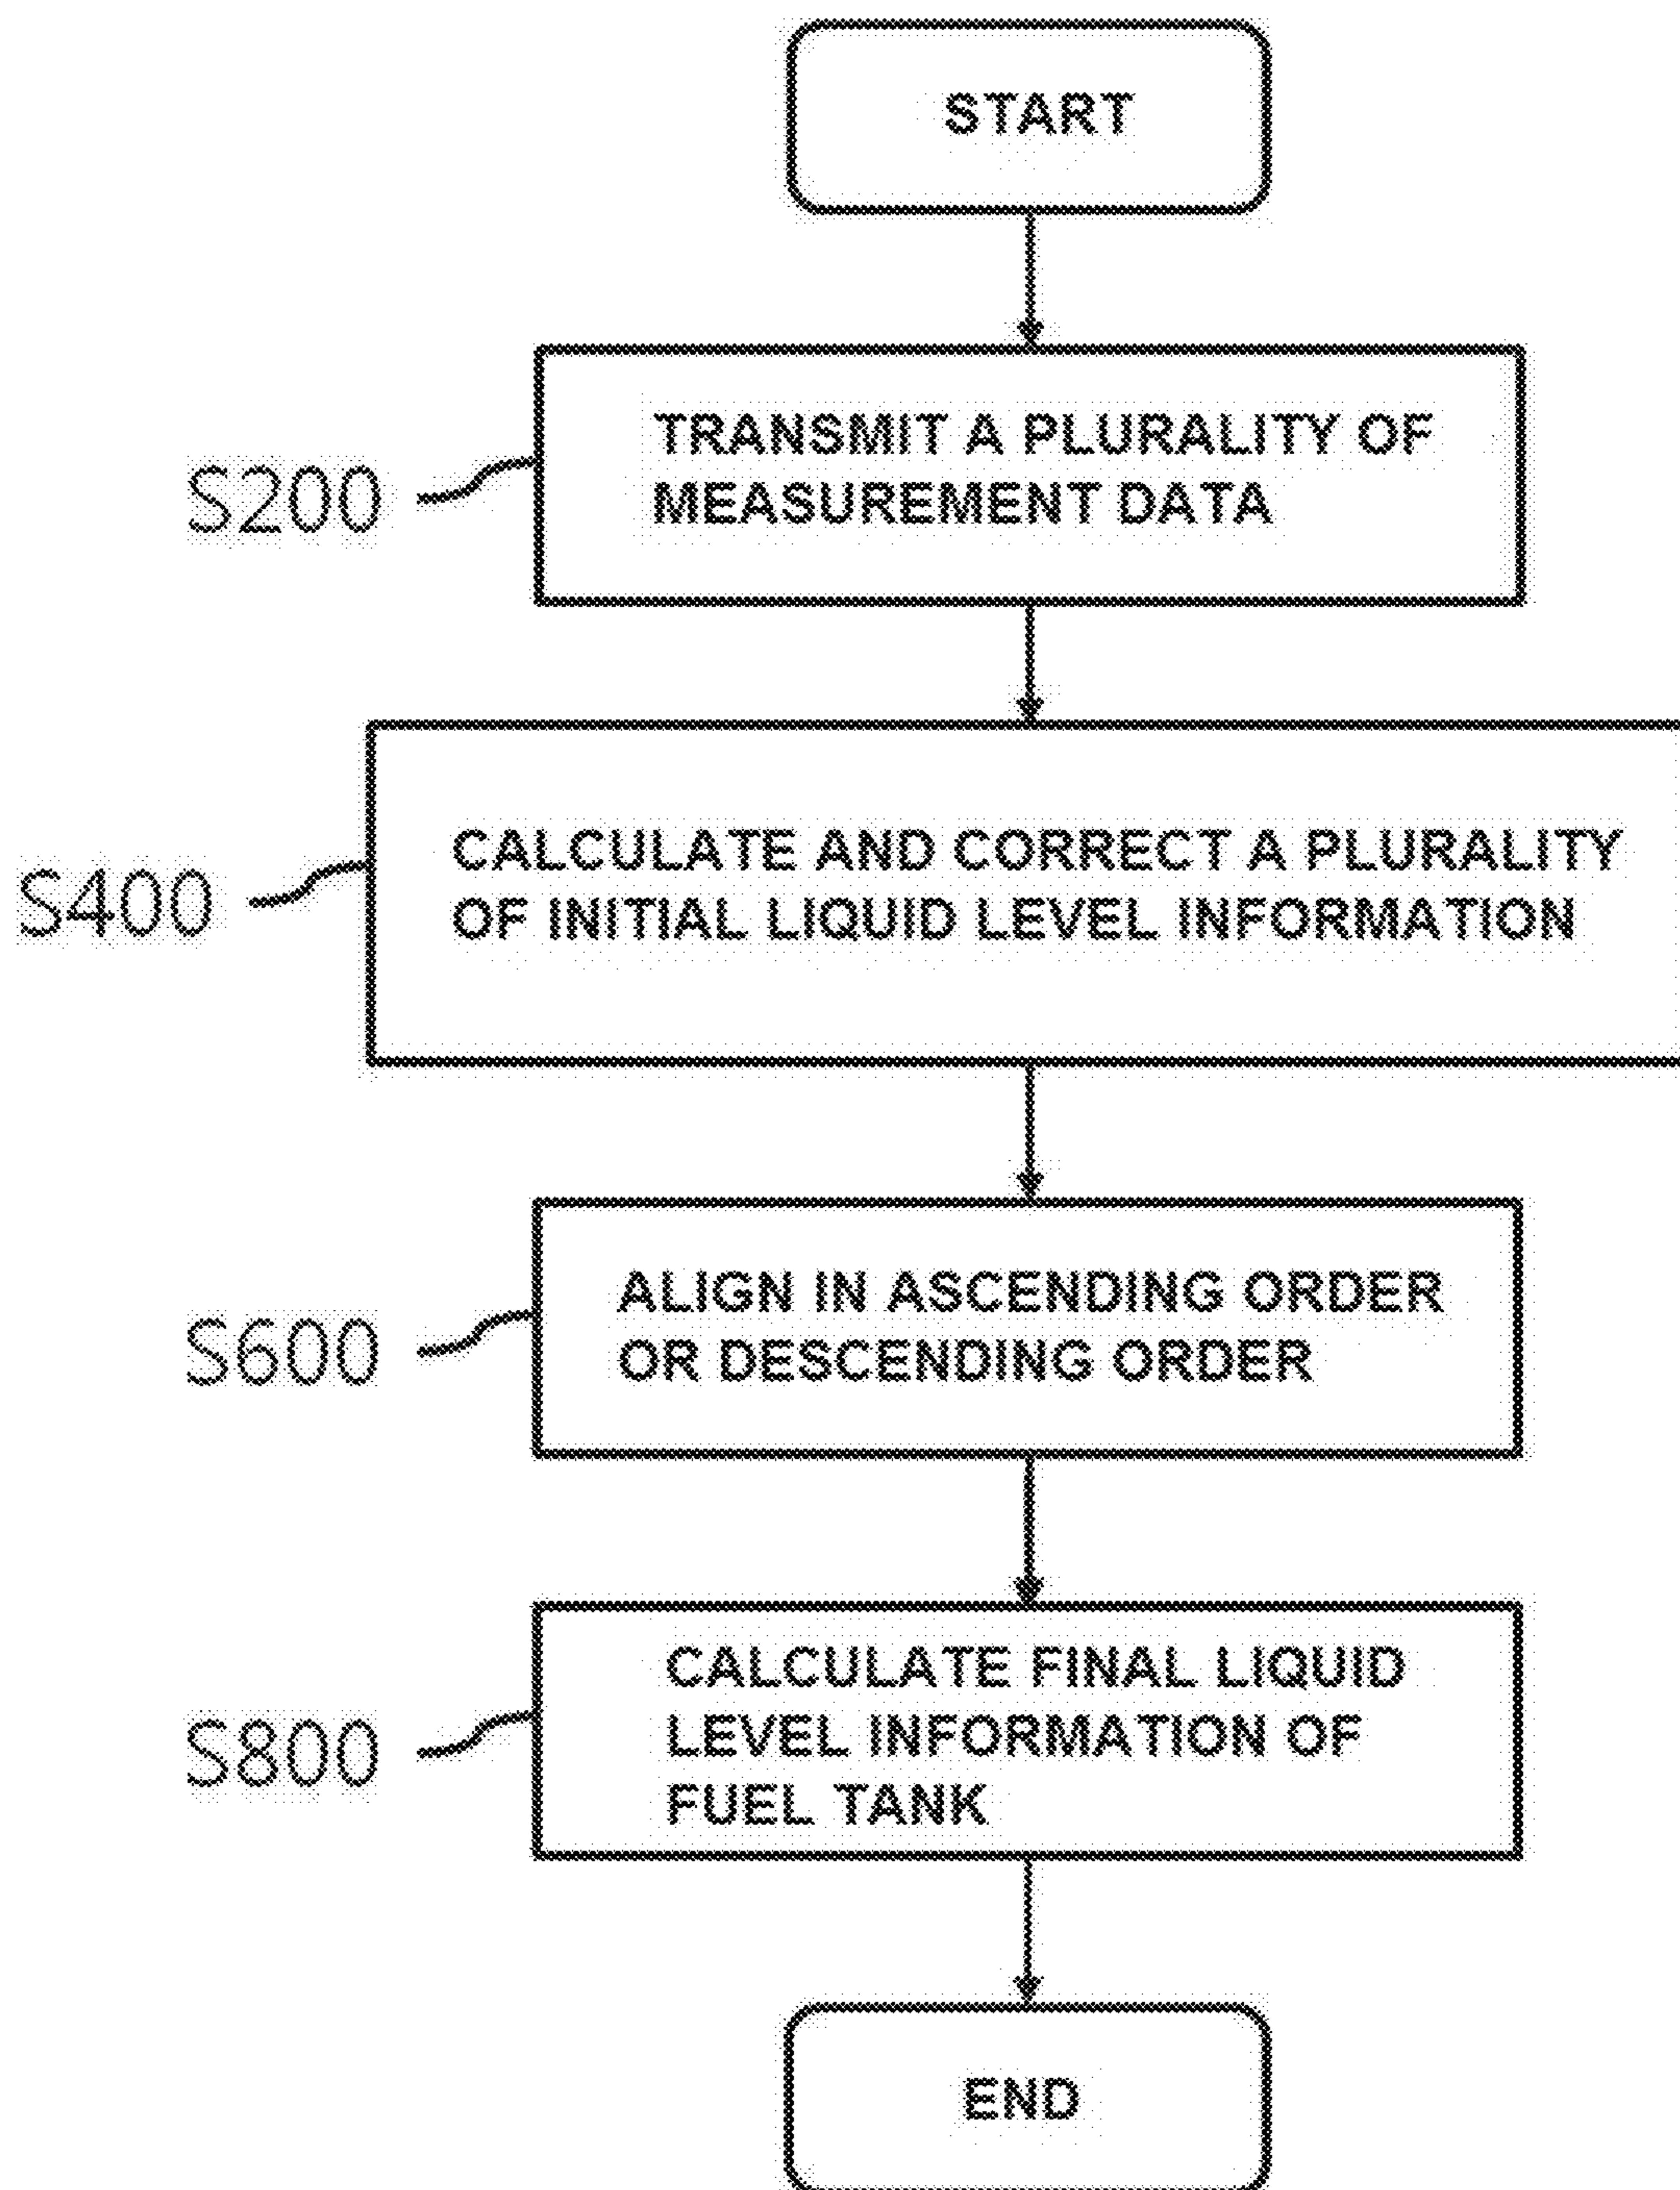 START
S200
TRANSMIT A PLURALITY OF
MEASUREMENT DATA
S400
CALCULATE AND CORRECT A PLURALITY
OF INITIAL LIQUID LEVEL INFORMATION
S600
ALIGN IN ASCENDING ORDER
OR DESCENDING ORDER
S800
CALCULATE FINAL LIQUID
LEVEL INFORMATION OF
FUEL TANK
END